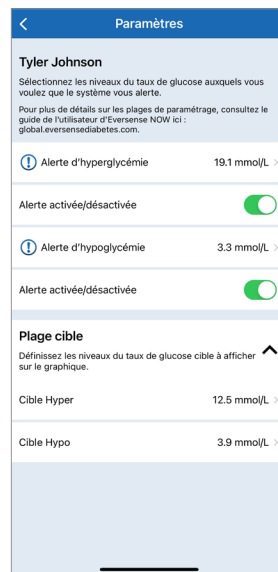 Paramètres
Tyler Johnson
Sélectionnez les niveaux du taux de glucose auxquels vous
voulez que le système vous alerte.
Pour plus de détails sur les plages de paramétrage, consultez le
guide de l'utilisateur d'Eversense NOW ici :
global.eversensediabetes.com.
Alerte d'hyperglycémie 19.1 mmol/L
Alerte activée/désactivée
Alerte d'hypoglycémie 3.3 mmol/L
Alerte activée/désactivée
Plage cible
Définissez les niveaux du taux de glucose cible à afficher
sur le graphique.
Cible Hyper 12.5 mmol/L
Cible Hypo 3.9 mmol/L